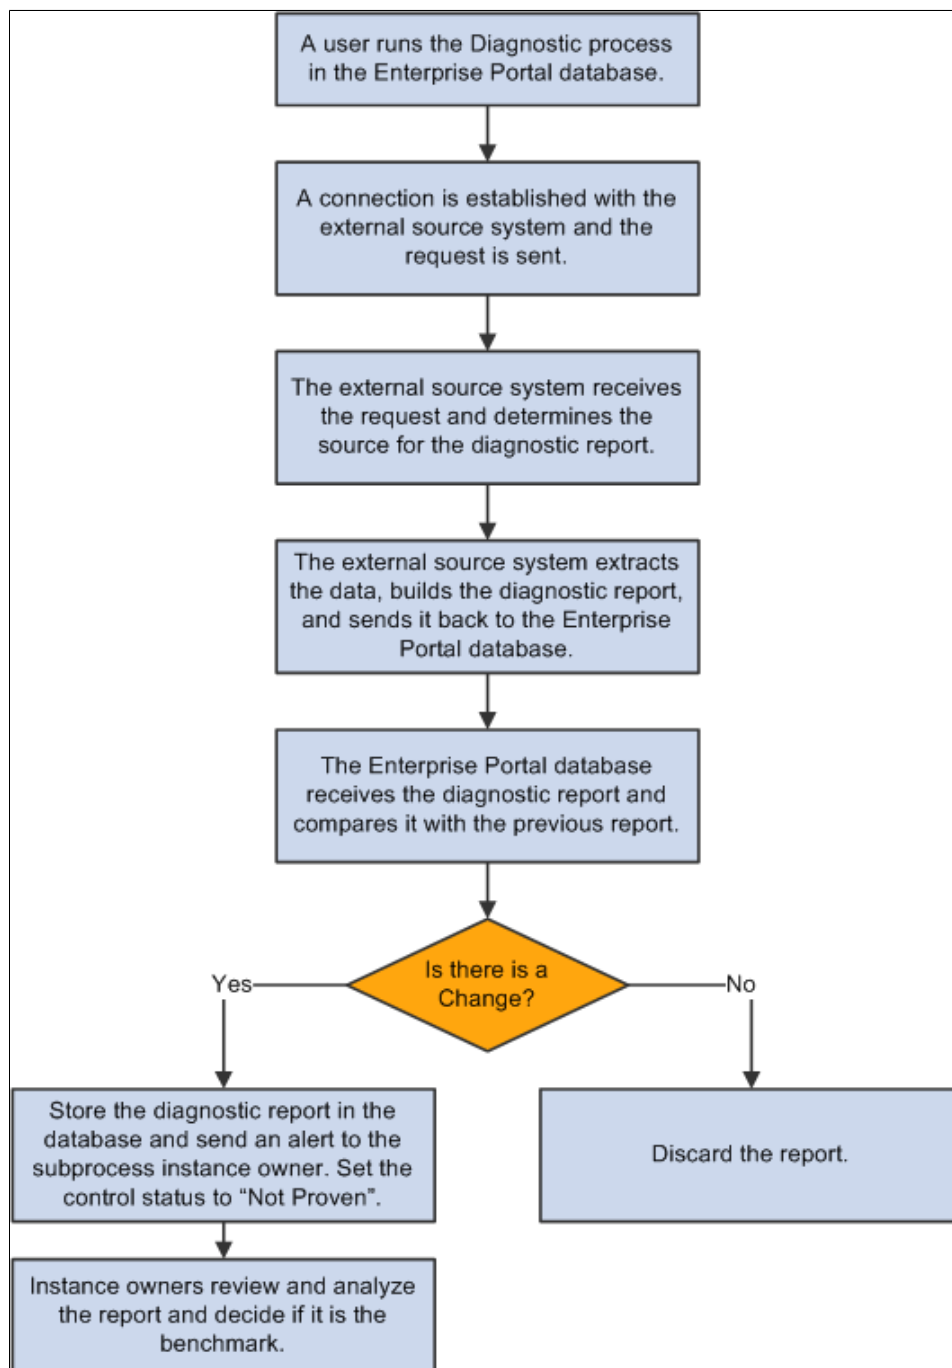 A user runs the Diagnostic process
in the Enterprise Portal database.
A connection is established with the
external source system and the
request is sent.
The external source system receives
the request and determines the
source for the diagnostic report.
The external source system extracts
the data, builds the diagnostic report,
and sends it back to the Enterprise
Portal database.
The Enterprise Portal database
receives the diagnostic report and
compares it with the previous report.
Is there is a
Change?
Yes
No
Store the diagnostic report in the
database and send an alert to the
subprocess instance owner. Set the
control status to “Not Proven”.
Discard the report.
Instance owners review and analyze
the report and decide if it is the
benchmark.